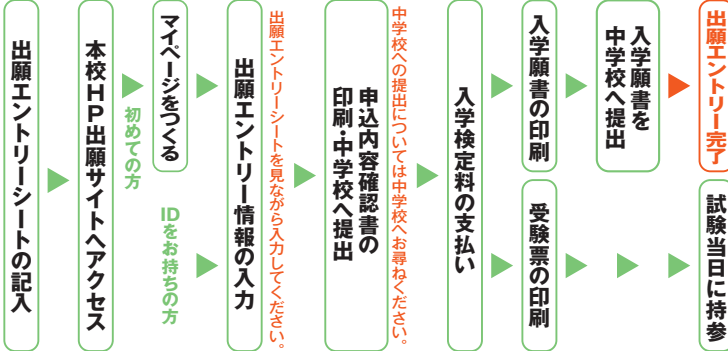 出願エントリーシートの記入
本校HP出願サイトへアクセス
初めての方
マイページをつくる
IDをお持ちの方
出願エントリー情報の入力
出願エントリーシートを見ながら入力してください。
申込内容確認書の
印刷・中学校へ提出
中学校への提出については中学校へお尋ねください。
入学検定料の支払い
入学願書の印刷
入学願書を
中学校へ提出
出願エントリー完了
受験票の印刷
試験当日に持参